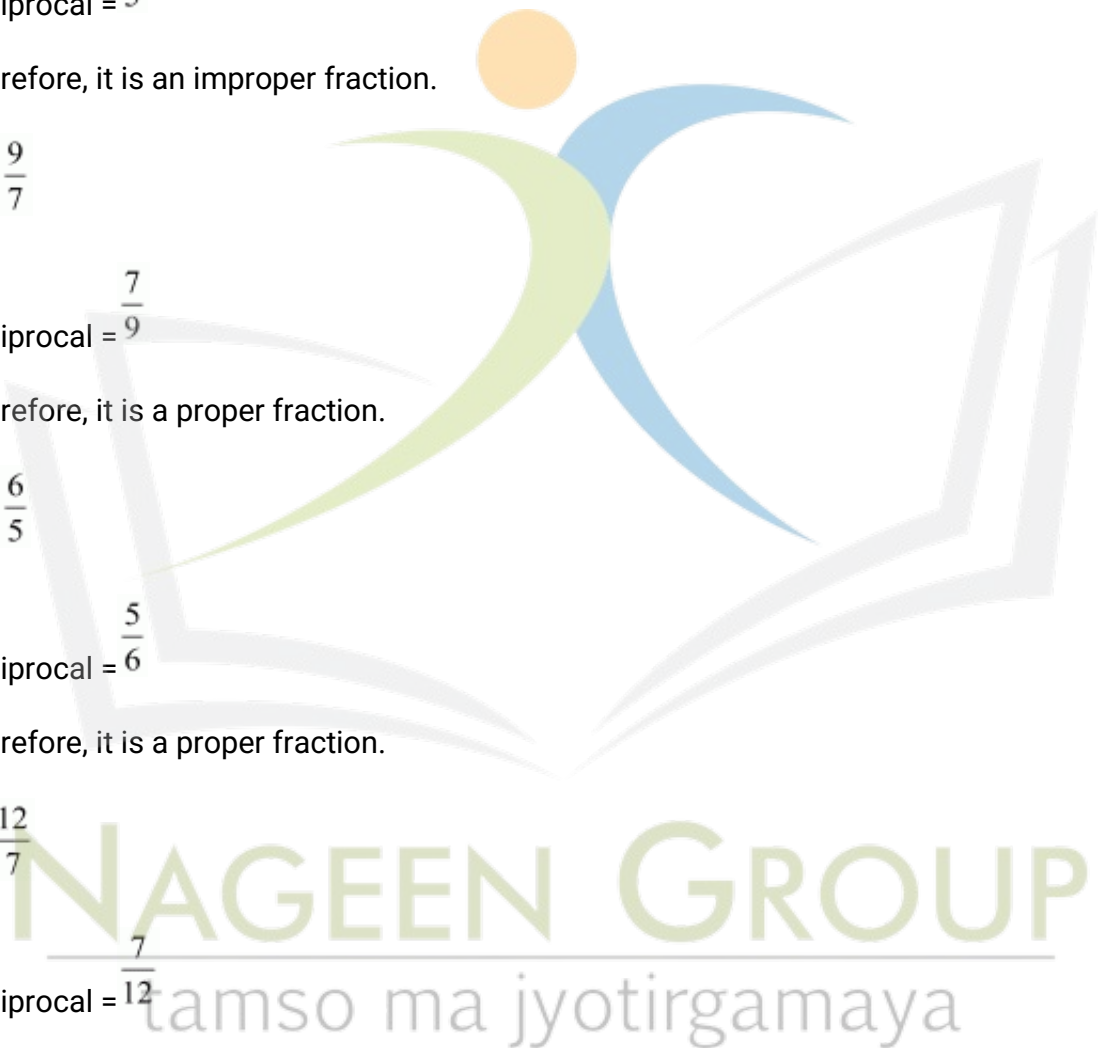 iprocal =
refore, it is an improper fraction.
9/7
iprocal = 7/9
refore, it is a proper fraction.
6/5
iprocal = 5/6
refore, it is a proper fraction.
12/7
NAGEEN GROUP
iprocal = 7/12
tamso ma jyotirgamaya